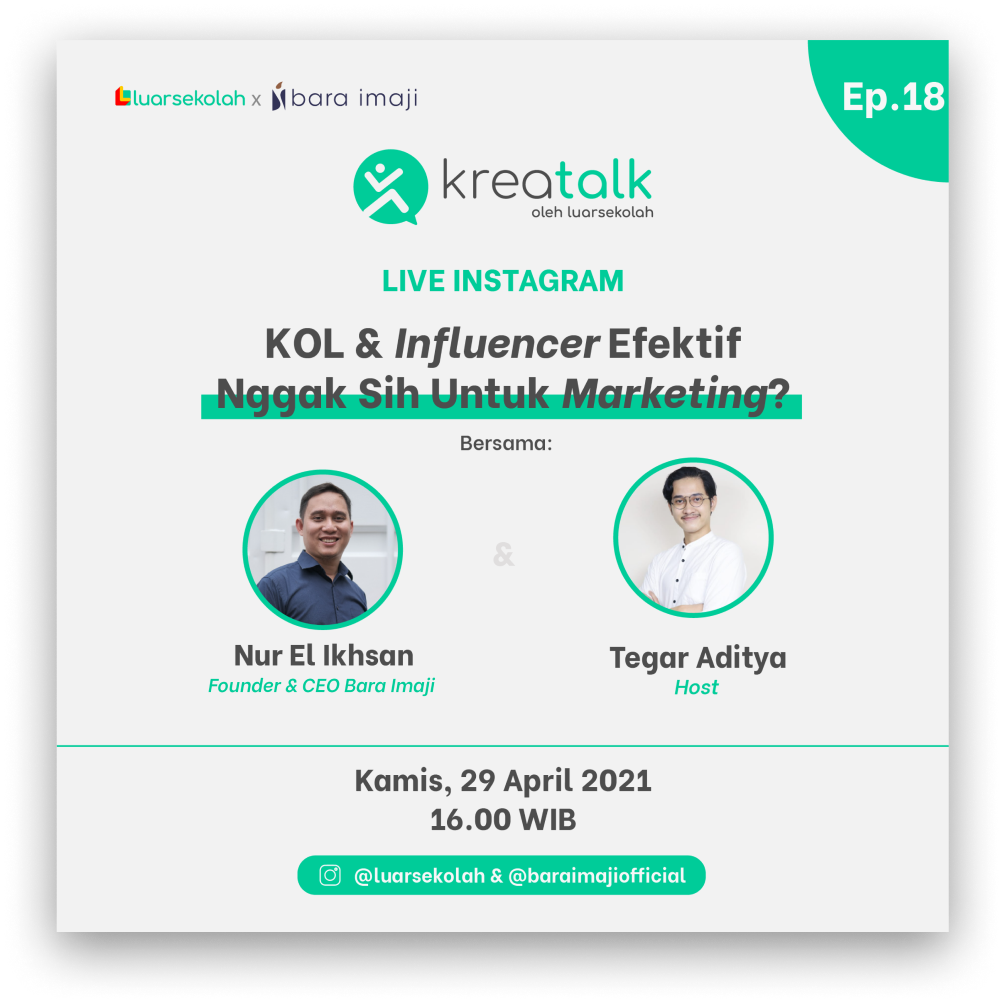 luarsekolah x bara imaji
Ep.18
kreatalk
oleh luarsekolah
LIVE INSTAGRAM
KOL & Influencer Efektif
Nggak Sih Untuk Marketing?
Bersama:
&
Nur El Ikhsan
Founder & CEO Bara Imaji
Tegar Aditya
Host
Kamis, 29 April 2021
16.00 WIB
@luarsekolah & @baraimajiofficial